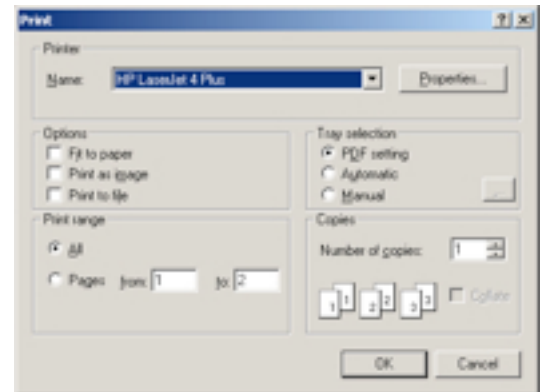 Print
Printer
Name: HP LaserJet 4 Plus Properties...
Options
Fit to paper
Print as image
Print to file
Tray selection
PDF setting
Automatic
Manual ...
Print range
All
Pages from: 1 to: 2
Copies
Number of copies: 1
1 1 2 2 3 3 Collate
OK Cancel